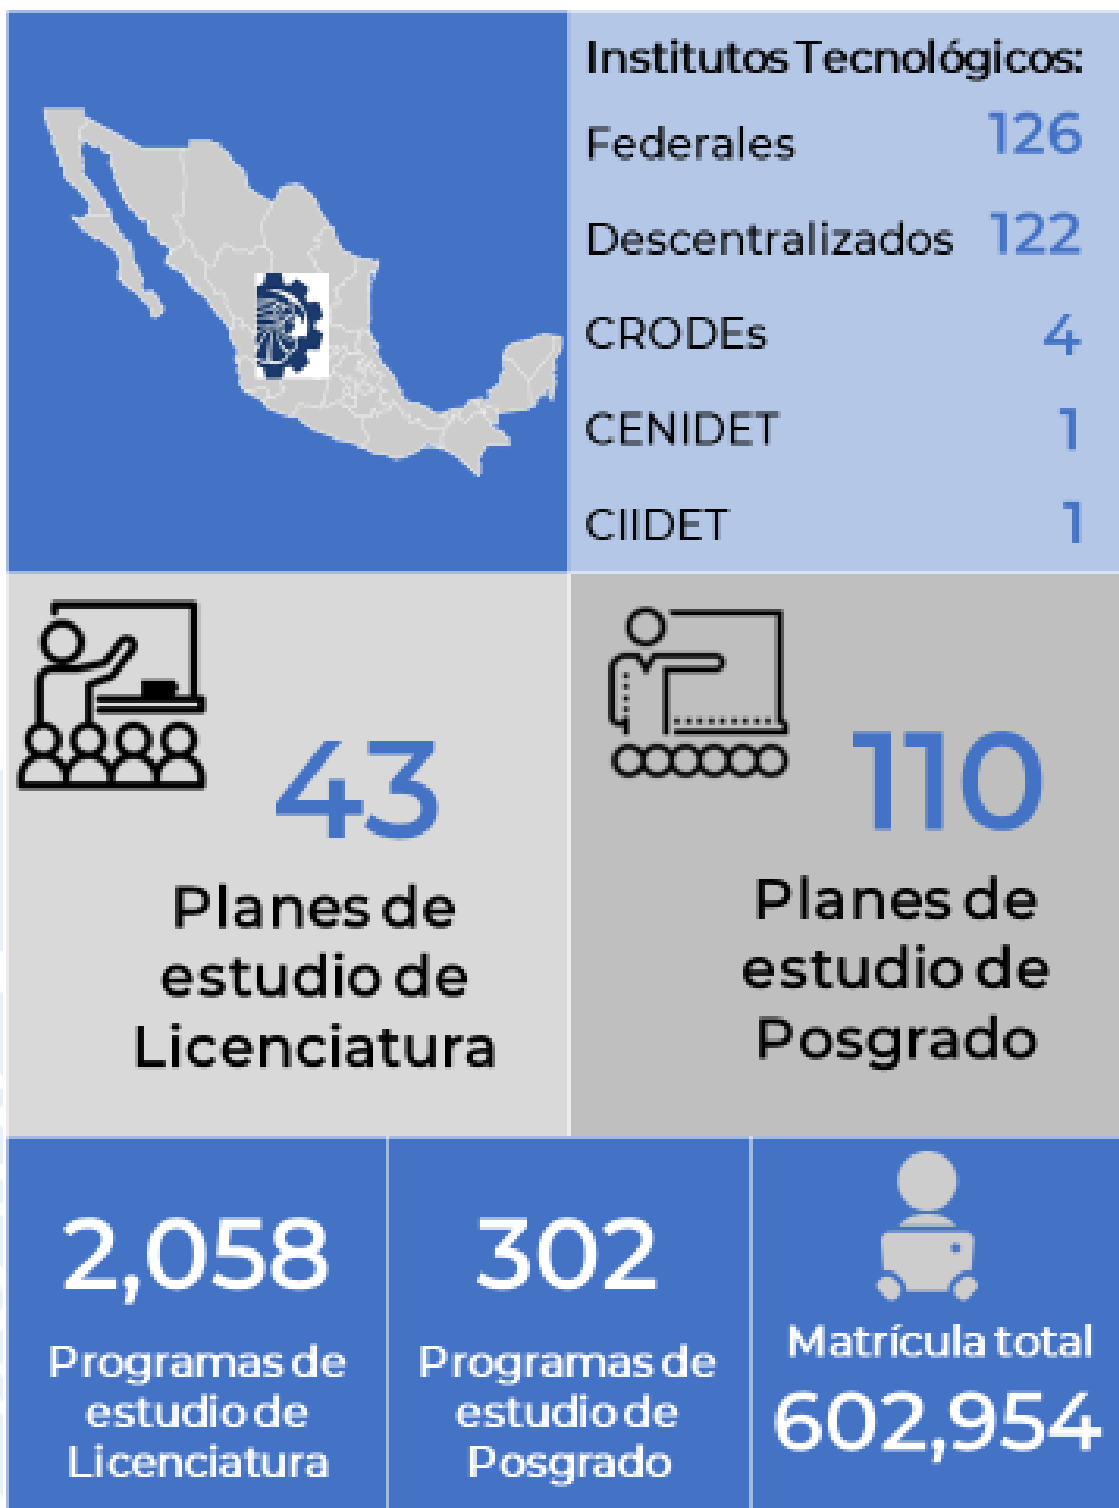 Institutos Tecnológicos:
Federales 126
Descentralizados 122
CRODEs 4
CENIDET 1
CIIDET 1
43
Planes de
estudio de
Licenciatura
110
Planes de
estudio de
Posgrado
2,058
Programas de
estudio de
Licenciatura
302
Programas de
estudio de
Posgrado
Matrícula total
602,954